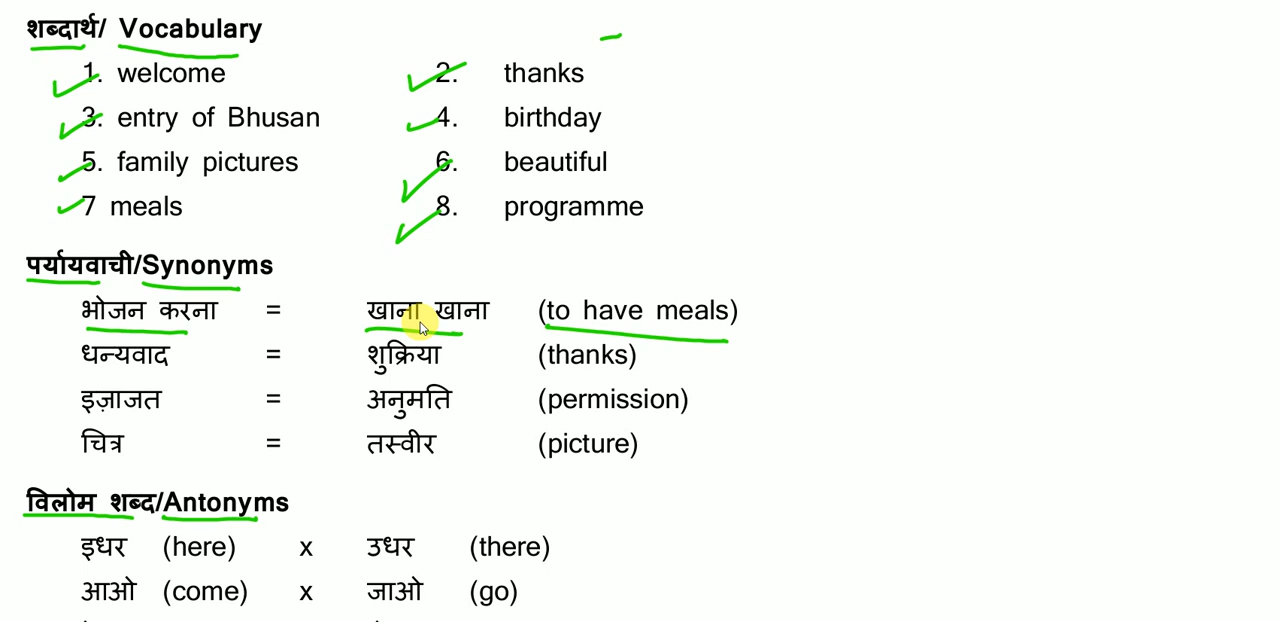 शब्दार्थ/ Vocabulary
1. welcome 2. thanks
3. entry of Bhusan 4. birthday
5. family pictures 6. beautiful
7 meals 8. programme
पर्यायवाची/Synonyms
भोजन करना = खाना खाना (to have meals)
धन्यवाद = शुक्रिया (thanks)
इज़ाजत = अनुमति (permission)
चित्र = तस्वीर (picture)
विलोम शब्द/Antonyms
इधर (here) x उधर (there)
आओ (come) x जाओ (go)